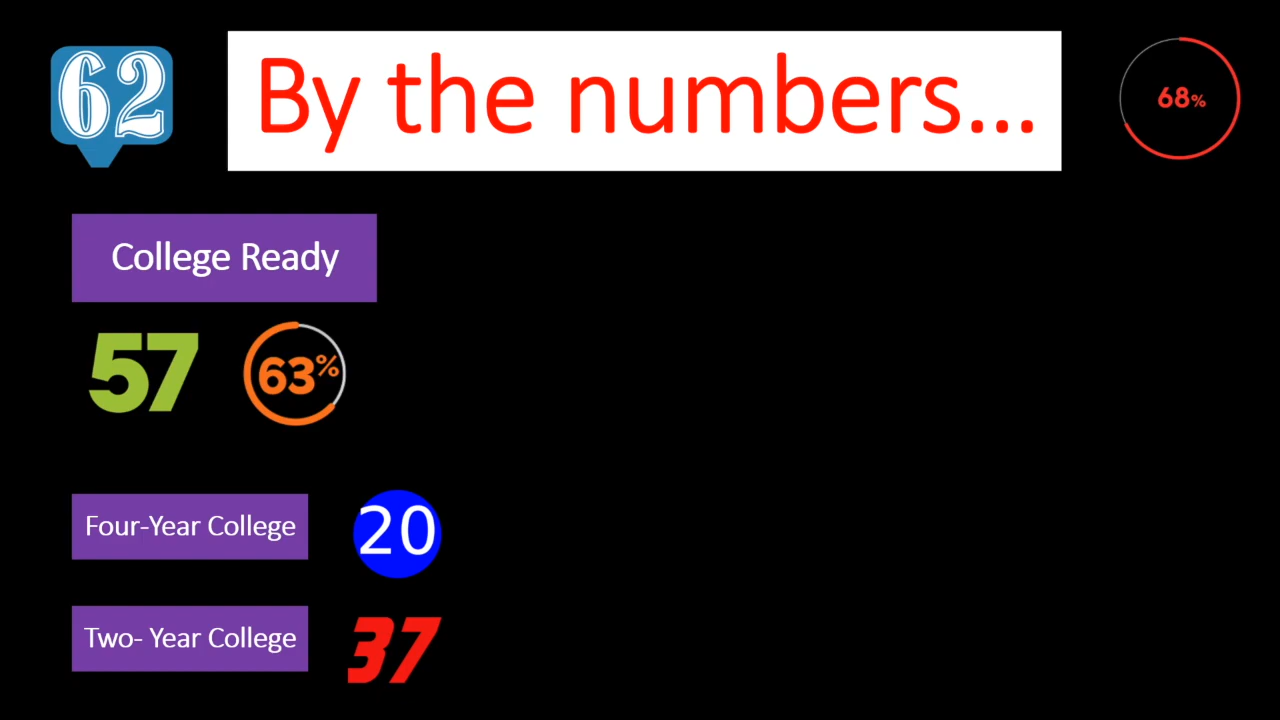 62
By the numbers...
68%
College Ready
57
63%
Four-Year College
20
Two- Year College
37